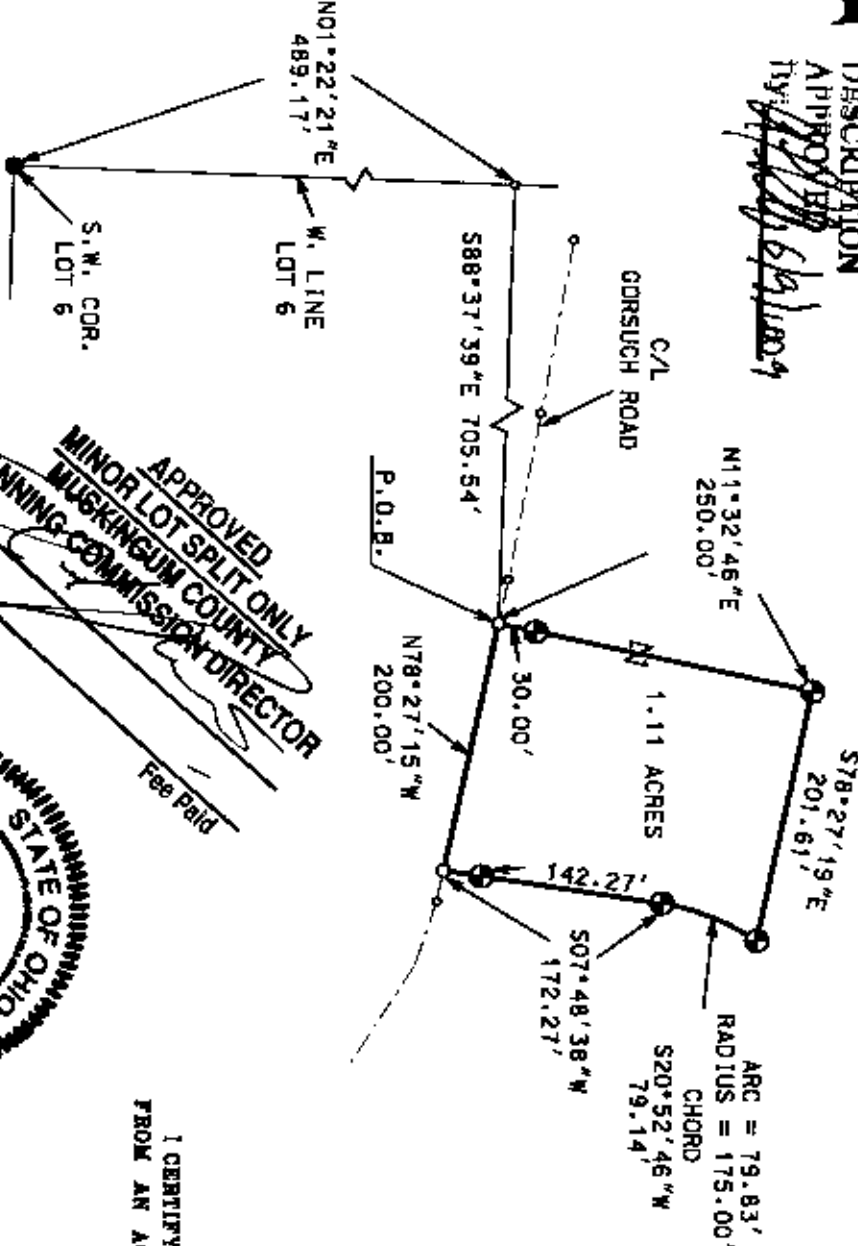 DESCRIPTION
APPROVED
By:
N01°22'21"E
489.17'
W. LINE
LOT 6
S.W. COR.
LOT 6
S88°37'39"E 705.54'
C/L
GORSUCH ROAD
P.O.B.
N11°32'46"E
250.00'
30.00'
N78°27'15"W
200.00'
1.11 ACRES
S78°27'19"E
201.61'
142.27'
S07°48'38"W
172.27'
ARC = 79.83'
RADIUS = 175.00'
CHORD
S20°52'46"W
79.14'
APPROVED
MINOR LOT SPLIT ONLY
MUSKINGUM COUNTY
NNING COMMISSION DIRECTOR
Fee Paid
STATE OF OHIO
I CERTIFY
FROM AN